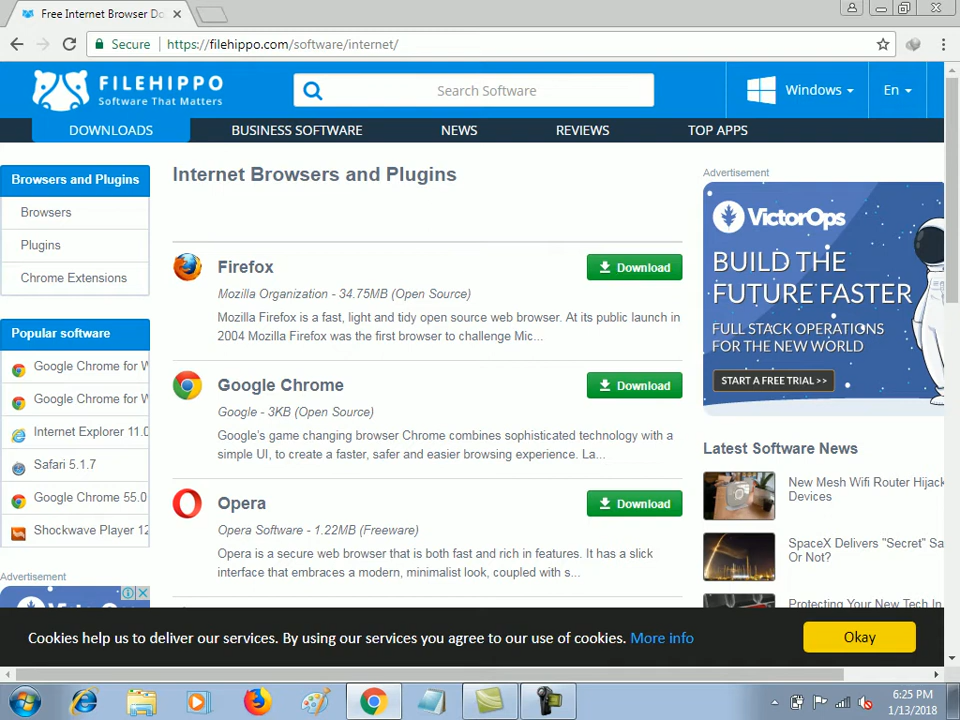 Free Internet Browser Do
Secure
https://filehippo.com/software/internet/
FILEHIPPO
Software That Matters
Search Software
Windows
En
DOWNLOADS
BUSINESS SOFTWARE
NEWS
REVIEWS
TOP APPS
Browsers and Plugins
Browsers
Plugins
Chrome Extensions
Popular software
Google Chrome for W
Google Chrome for W
Internet Explorer 11.0
Safari 5.1.7
Google Chrome 55.0
Shockwave Player 12
Advertisement
Internet Browsers and Plugins
Firefox
Download
Mozilla Organization - 34.75MB (Open Source)
Mozilla Firefox is a fast, light and tidy open source web browser. At its public launch in
2004 Mozilla Firefox was the first browser to challenge Mic...
Google Chrome
Download
Google - 3KB (Open Source)
Google's game changing browser Chrome combines sophisticated technology with a
simple UI, to create a faster, safer and easier browsing experience. La...
Opera
Download
Opera Software - 1.22MB (Freeware)
Opera is a secure web browser that is both fast and rich in features. It has a slick
interface that embraces a modern, minimalist look, coupled with s...
Advertisement
VictorOps
BUILD THE
FUTURE FASTER
FULL STACK OPERATIONS
FOR THE NEW WORLD
START A FREE TRIAL >>
Latest Software News
New Mesh Wifi Router Hijack
Devices
SpaceX Delivers "Secret" Sa
Or Not?
Protecting Your New Tech In
Cookies help us to deliver our services. By using our services you agree to our use of cookies. More info
Okay
6:25 PM
1/13/2018